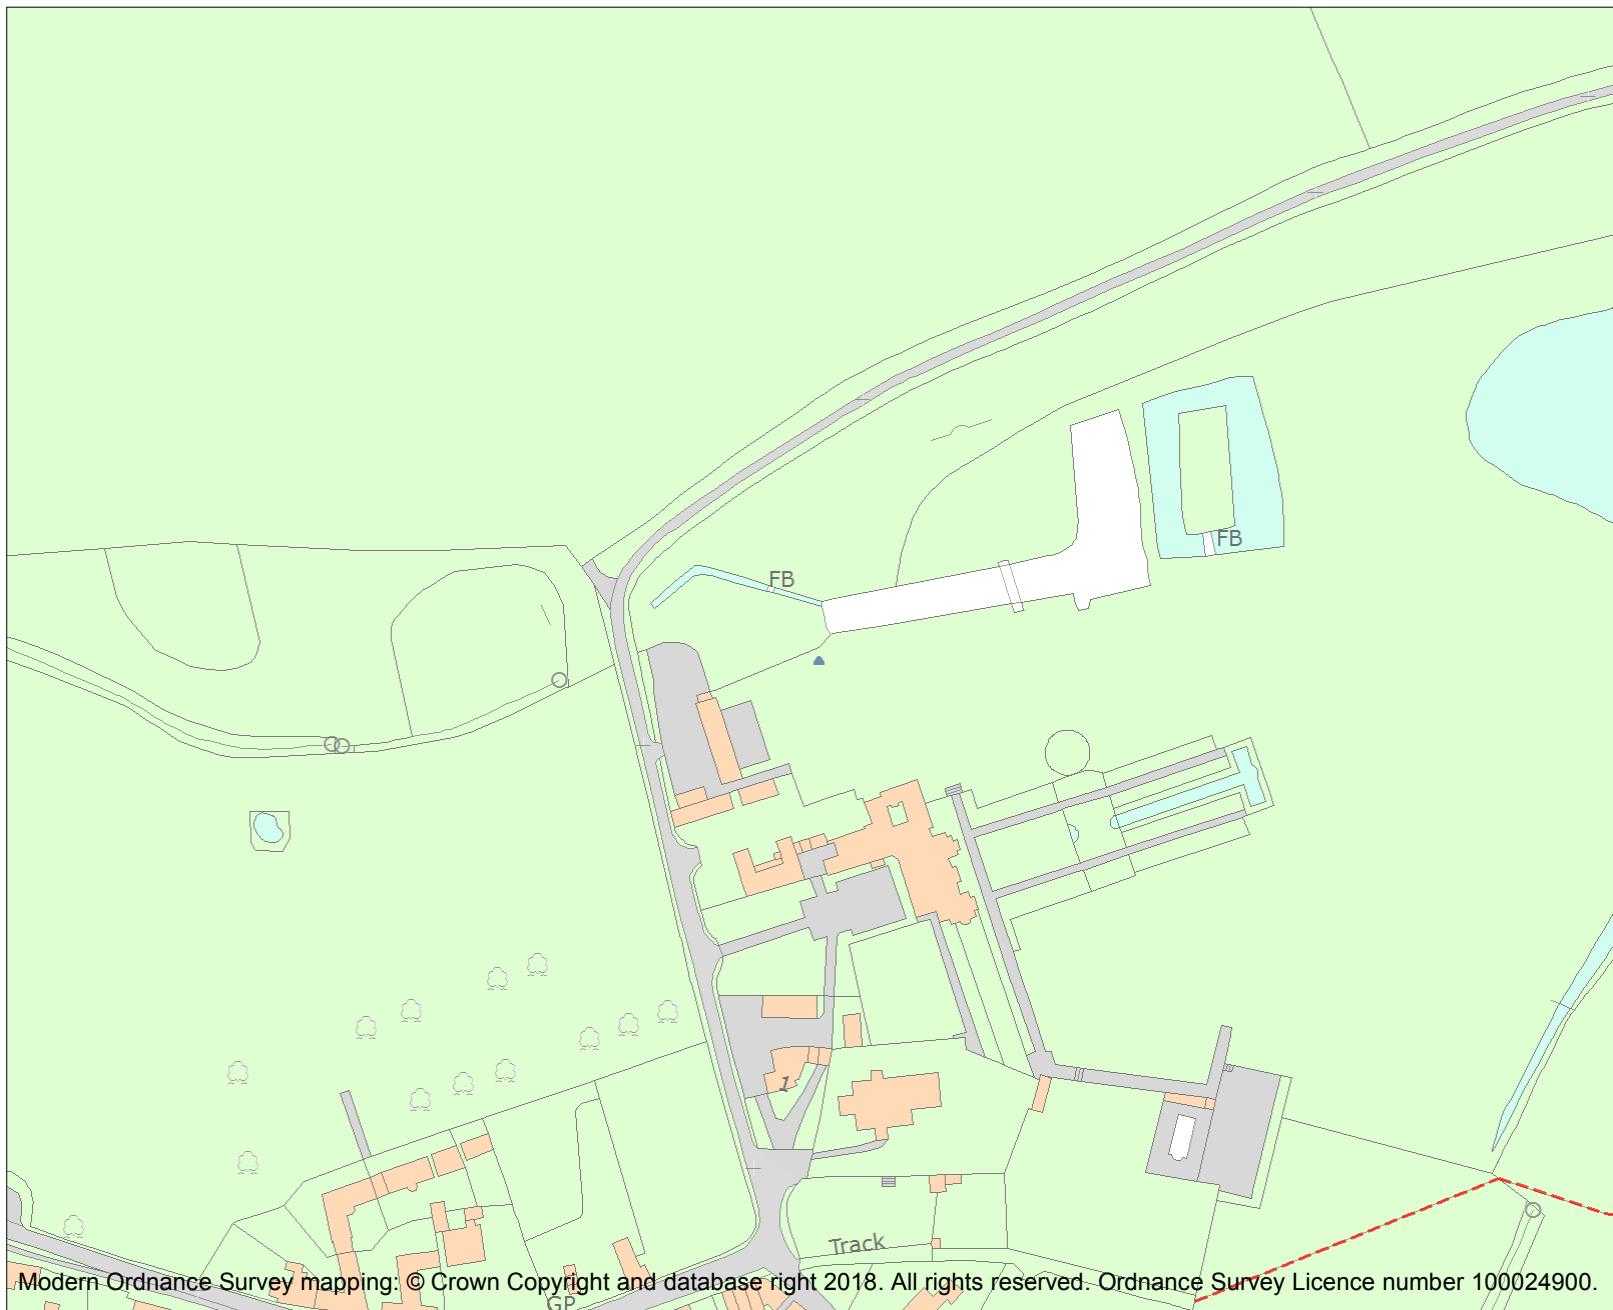 FB
FB
1
Track
Modern Ordnance Survey mapping: © Crown Copyright and database right 2018. All rights reserved. Ordnance Survey Licence number 100024900.
GP